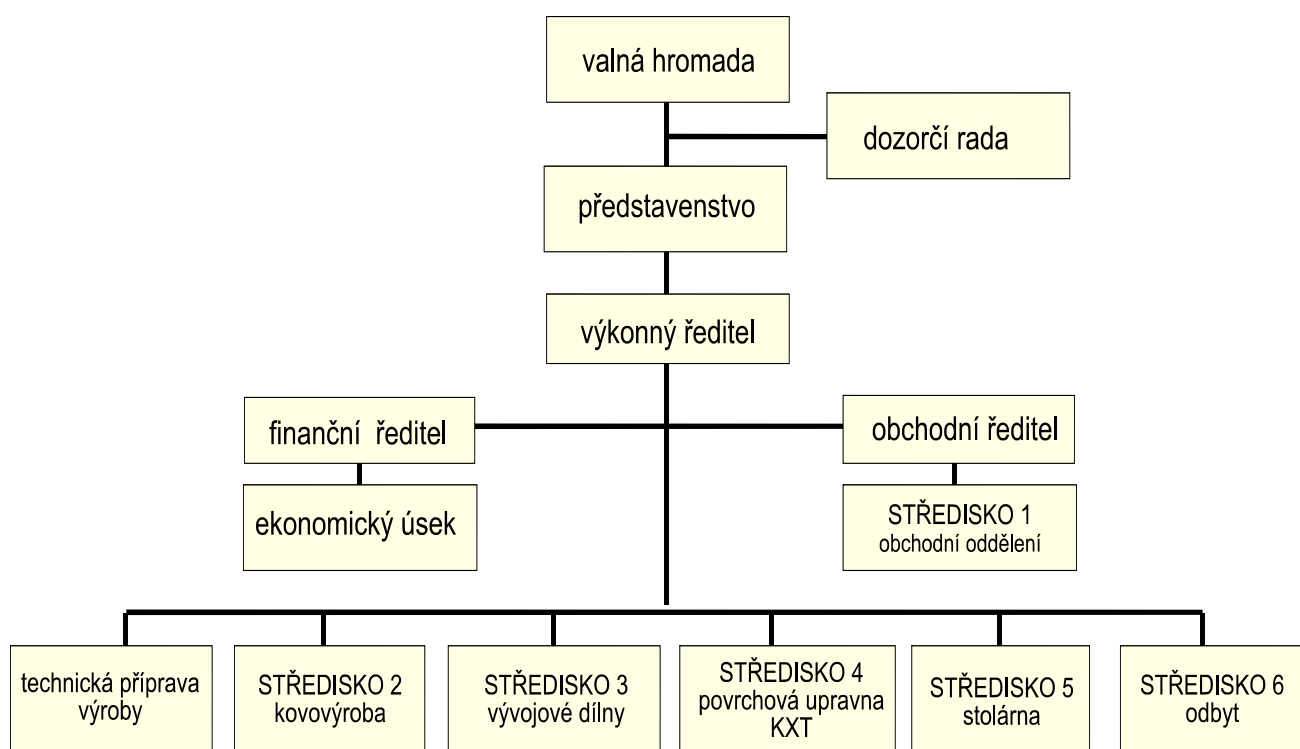 valná hromada
dozorčí rada
představenstvo
výkonný ředitel
finanční ředitel
obchodní ředitel
ekonomický úsek
STŘEDISKO 1
obchodní oddělení
technická příprava
výroby
STŘEDISKO 2
kovovýroba
STŘEDISKO 3
vývojové dílny
STŘEDISKO 4
povrchová upravna
KXT
STŘEDISKO 5
stolárna
STŘEDISKO 6
odbyt